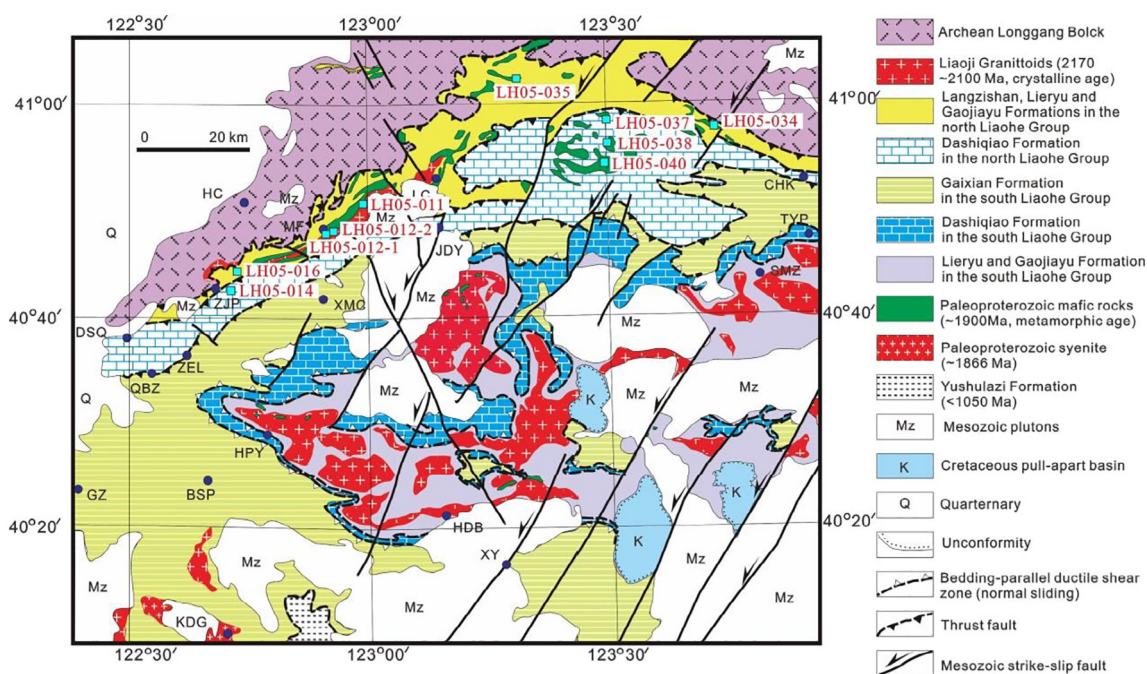 122°30′ 123°00′ 123°30′
Mz
41°00′ 41°00′
LH05-035
LH05-037 LH05-034
0 20 km
LH05-038
LH05-040
CHK
HC
Mz
LH05-011
Mz
TYP
Q
LH05-012-2
LH05-012-1
JDY
SMZ
LH05-016
LH05-014
ZJP
XMC
Mz
Mz
40°40′ 40°40′
DSQ
Mz
ZEL
QBZ
Mz
Mz
Q
K
Mz
HPY
Mz
GZ
BSP
K
40°20′ 40°20′
HDB
K
XY
Mz
Mz
Mz
Mz
Mz
KDG
Mz
122°30′ 123°00′ 123°30′
Archean Longgang Bolck
Liaoji Granittoids (2170
~2100 Ma, crystalline age)
Langzishan, Lieryu and
Gaojiayu Formations in the
north Liaohe Group
Dashiqiao Formation
in the north Liaohe Group
Gaixian Formation
in the south Liaohe Group
Dashiqiao Formation
in the south Liaohe Group
Lieryu and Gaojiayu Formation
in the south Liaohe Group
Paleoproterozoic mafic rocks
(~1900Ma, metamorphic age)
Paleoproterozoic syenite
(~1866 Ma)
Yushulazi Formation
(<1050 Ma)
Mz Mesozoic plutons
K Cretaceous pull-apart basin
Q Quarternary
Unconformity
Bedding-parallel ductile shear
zone (normal sliding)
Thrust fault
Mesozoic strike-slip fault